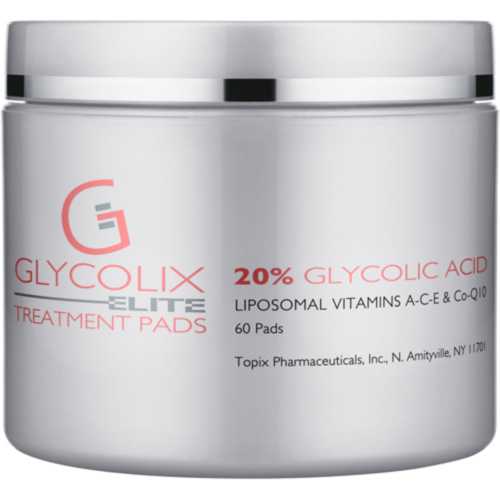 G
GLYCOLIX
ELITE
TREATMENT PADS
20% GLYCOLIC ACID
LIPOSOMAL VITAMINS A-C-E & Co-Q10
60 Pads
Topix Pharmaceuticals, Inc., N. Amityville, NY 11701